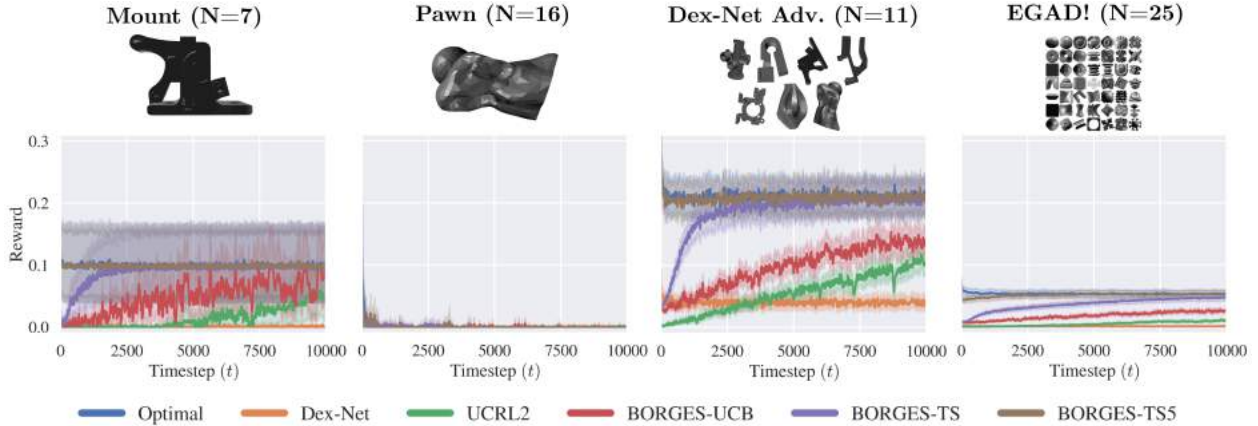 Mount (N=7) Pawn (N=16) Dex-Net Adv. (N=11) EGAD! (N=25)
0.3
0.2
0.1
0.0
Reward
0 2500 5000 7500 10000 0 2500 5000 7500 10000 0 2500 5000 7500 10000 0 2500 5000 7500 10000
Timestep (t) Timestep (t) Timestep (t) Timestep (t)
Optimal Dex-Net UCRL2 BORGES-UCB BORGES-TS BORGES-TS5